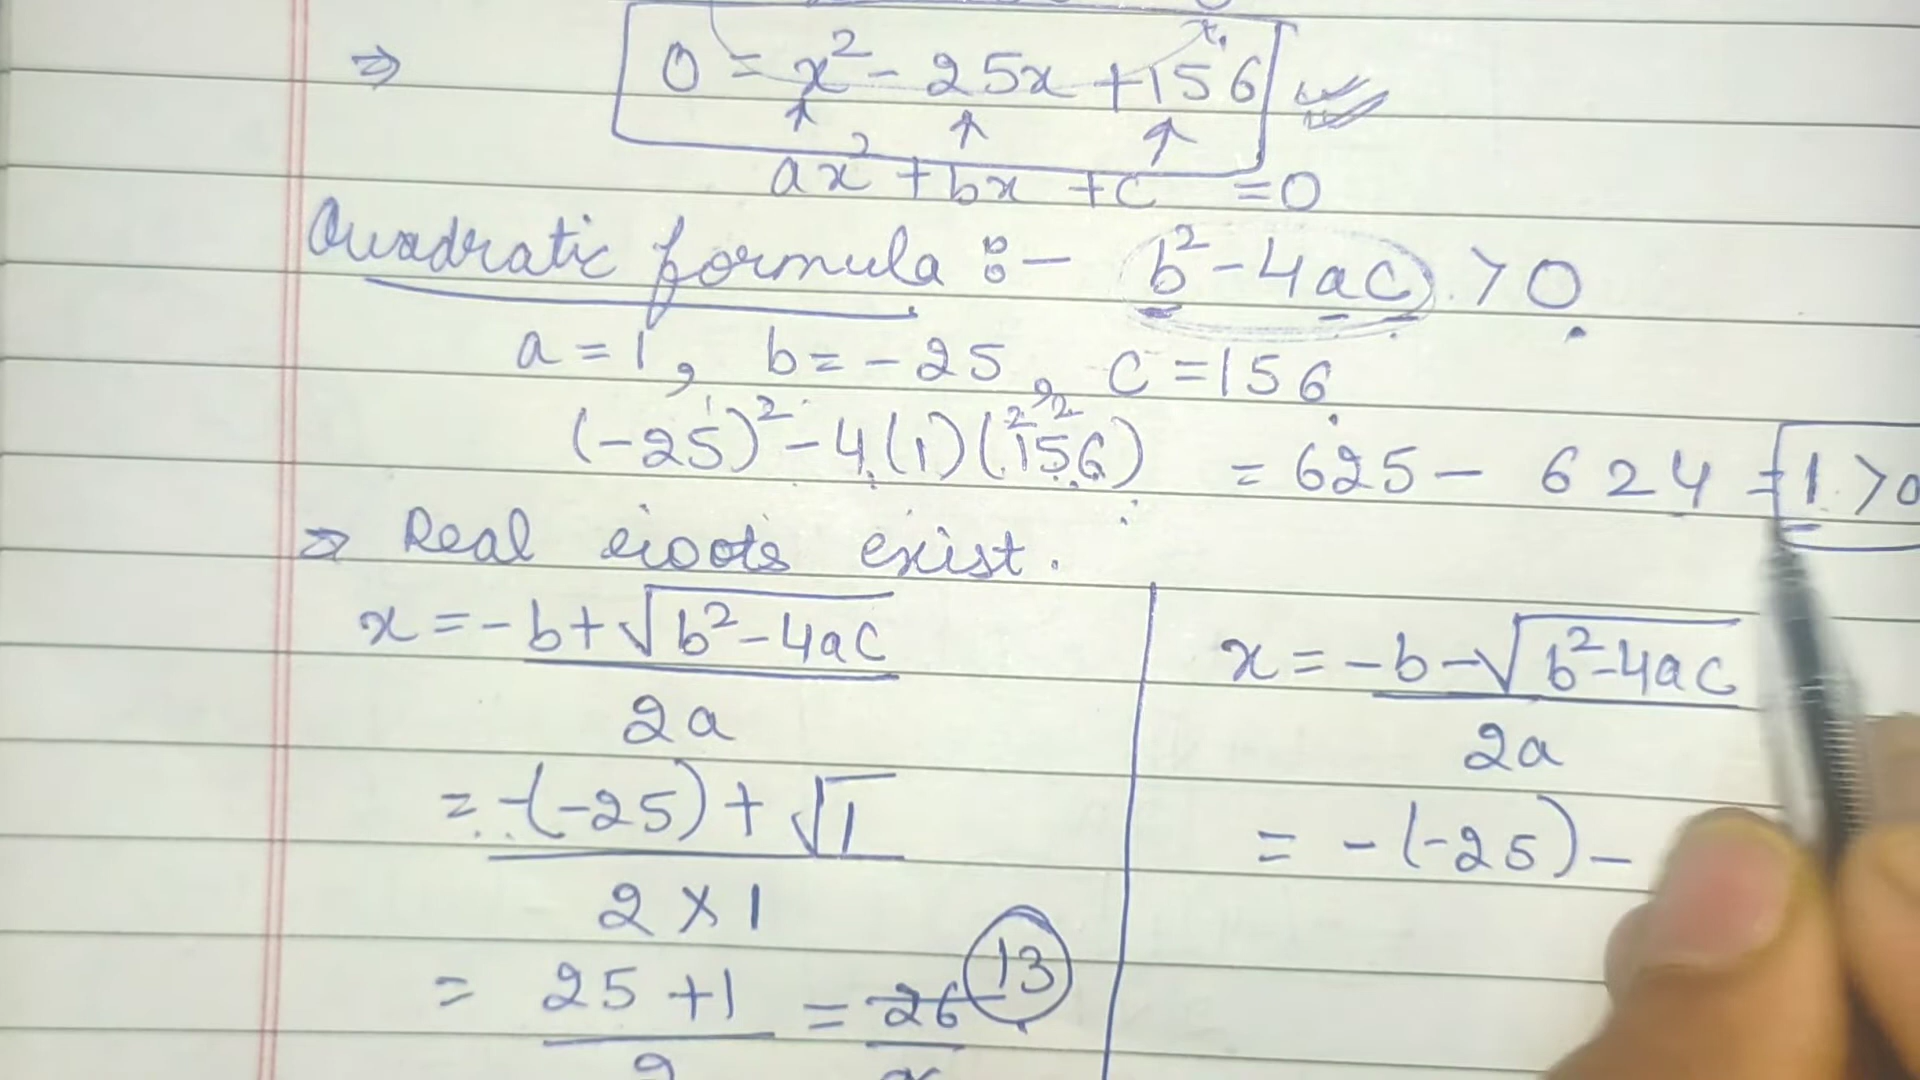 ⇒ 0 = x² - 25x + 156
ax² + bx + c = 0
Quadratic formula :- b² - 4ac > 0
a = 1, b = -25, c = 156
(-25)² - 4(1)(156) = 625 - 624 = 1 > 0
⇒ Real roots exist.
x = -b + √b² - 4ac
2a
= -(-25) + √1
2 × 1
= 25 + 1 = 26 13
2
x = -b - √b² - 4ac
2a
= -(-25) -